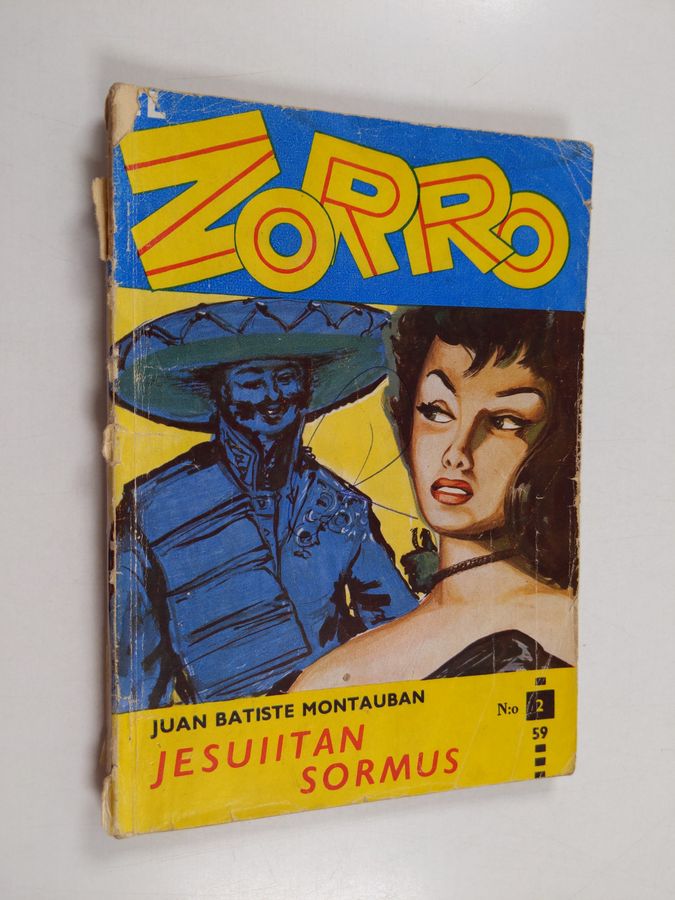 L
ZORRO
JUAN BATISTE MONTAUBAN
N:o 2
59
JESUIITAN
SORMUS